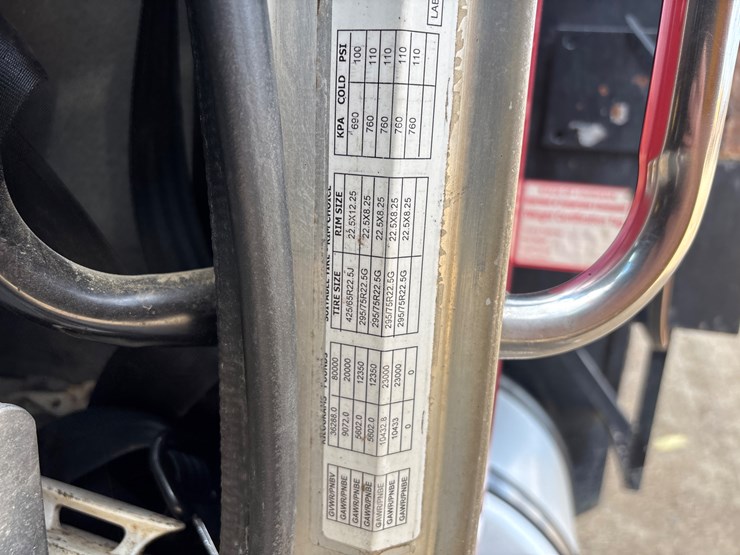 KILOGRAMS - POUNDS TIRE - RIM CHOICE
TIRE SIZE RIM SIZE KPA COLD PSI
GVWR/PNBV 36288.0 80000
GAWR/PNBE 9072.0 20000 425/65R22.5J 22.5X12.25 690 100
GAWR/PNBE 5602.0 12350 295/75R22.5G 22.5X8.25 760 110
GAWR/PNBE 5602.0 12350 295/75R22.5G 22.5X8.25 760 110
GAWR/PNBE 10432.8 23000 295/75R22.5G 22.5X8.25 760 110
GAWR/PNBE 10433 23000 295/75R22.5G 22.5X8.25 760 110
GAWR/PNBE 0 0
LAB